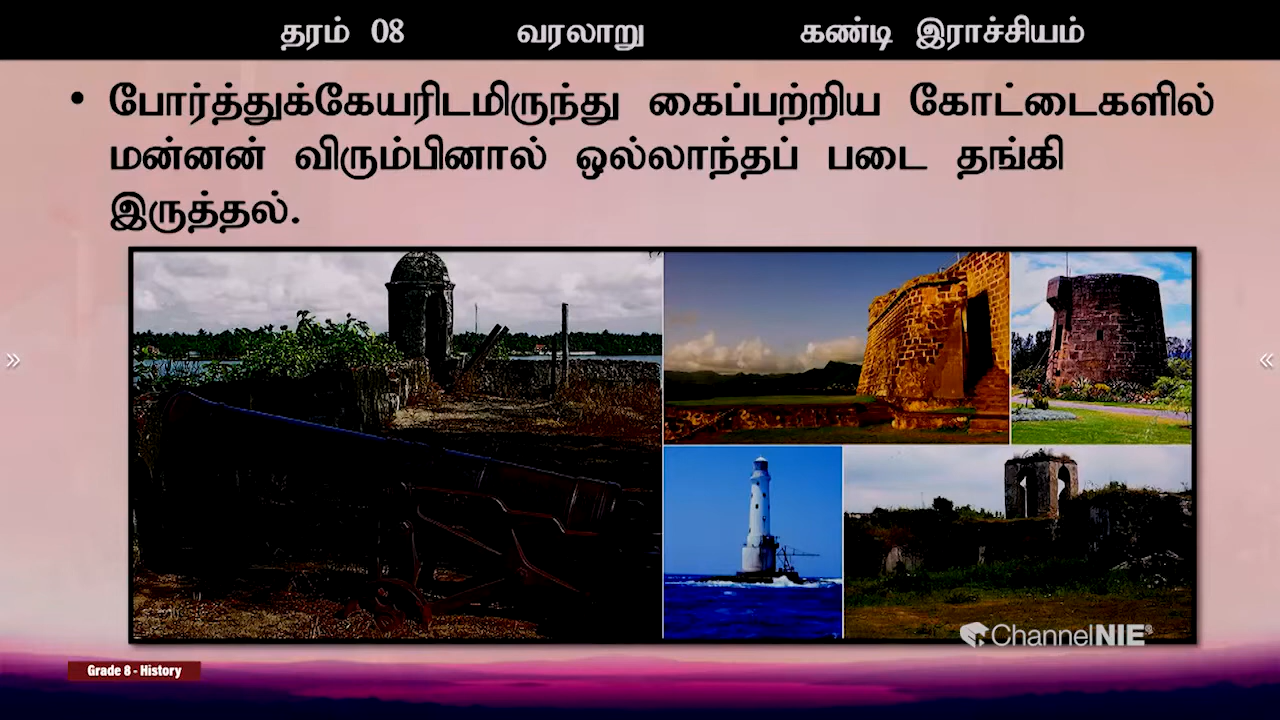 தரம் 08 வரலாறு கண்டி இராச்சியம்
• போர்த்துக்கேயரிடமிருந்து கைப்பற்றிய கோட்டைகளில்
மன்னன் விரும்பினால் ஒல்லாந்தப் படை தங்கி
இருத்தல்.
ChannelNIE®
Grade 8 - History